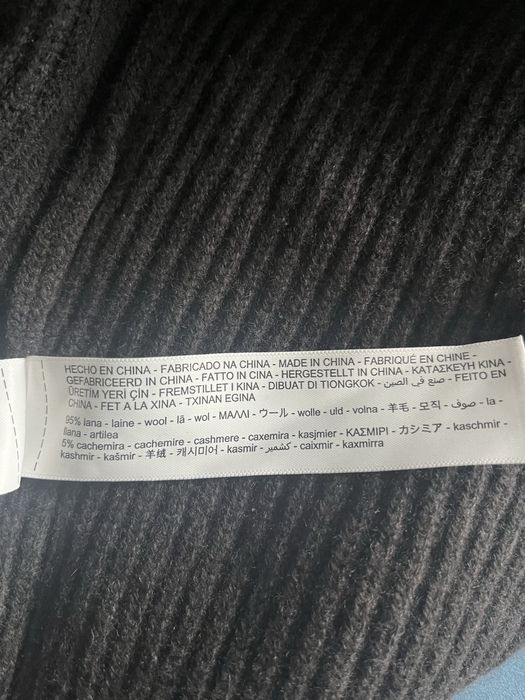 HECHO EN CHINA - FABRICADO NA CHINA - MADE IN CHINA - FABRIQUÉ EN CHINE -
GEFABRICEERD IN CHINA - FATTO IN CINA - HERGESTELLT IN CHINA - ΚΑΤΑΣΚΕΥΗ ΚΙΝΑ -
ÜRETİM YERİ ÇİN - FREMSTILLET I KINA - DIBUAT DI TIONGKOK - صنع في الصين - FEITO EN
CHINA - FET A LA XINA - TXINAN EGINA
95% lana - laine - wool - lã - wol - ΜΑΛΛΙ - ウール - wolle - uld - volna - 羊毛 - 모직 - صوف - la -
llana - artilea
5% cachemira - cachemire - cashmere - caxemira - kasjmier - ΚΑΣΜΙΡΙ - カシミア - kaschmir -
kashmir - kašmir - 羊绒 - 캐시미어 - kasmir - كشمير - caixmir - kaxmirra